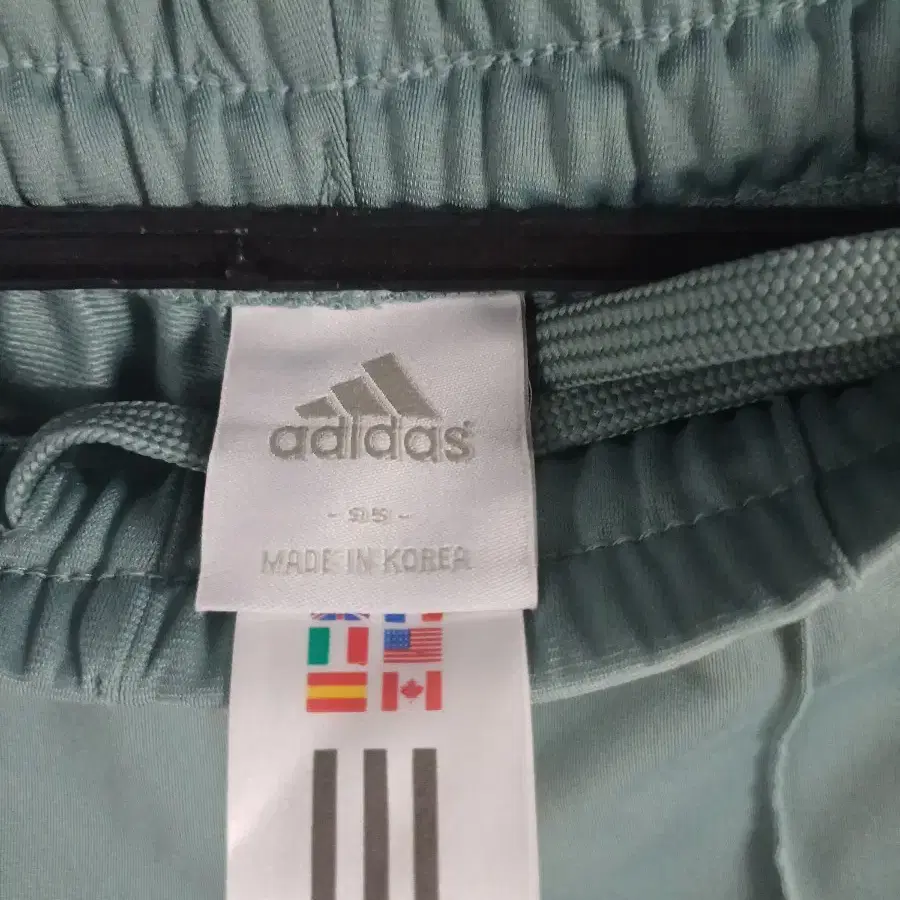 adidas
- 95 -
MADE IN KOREA